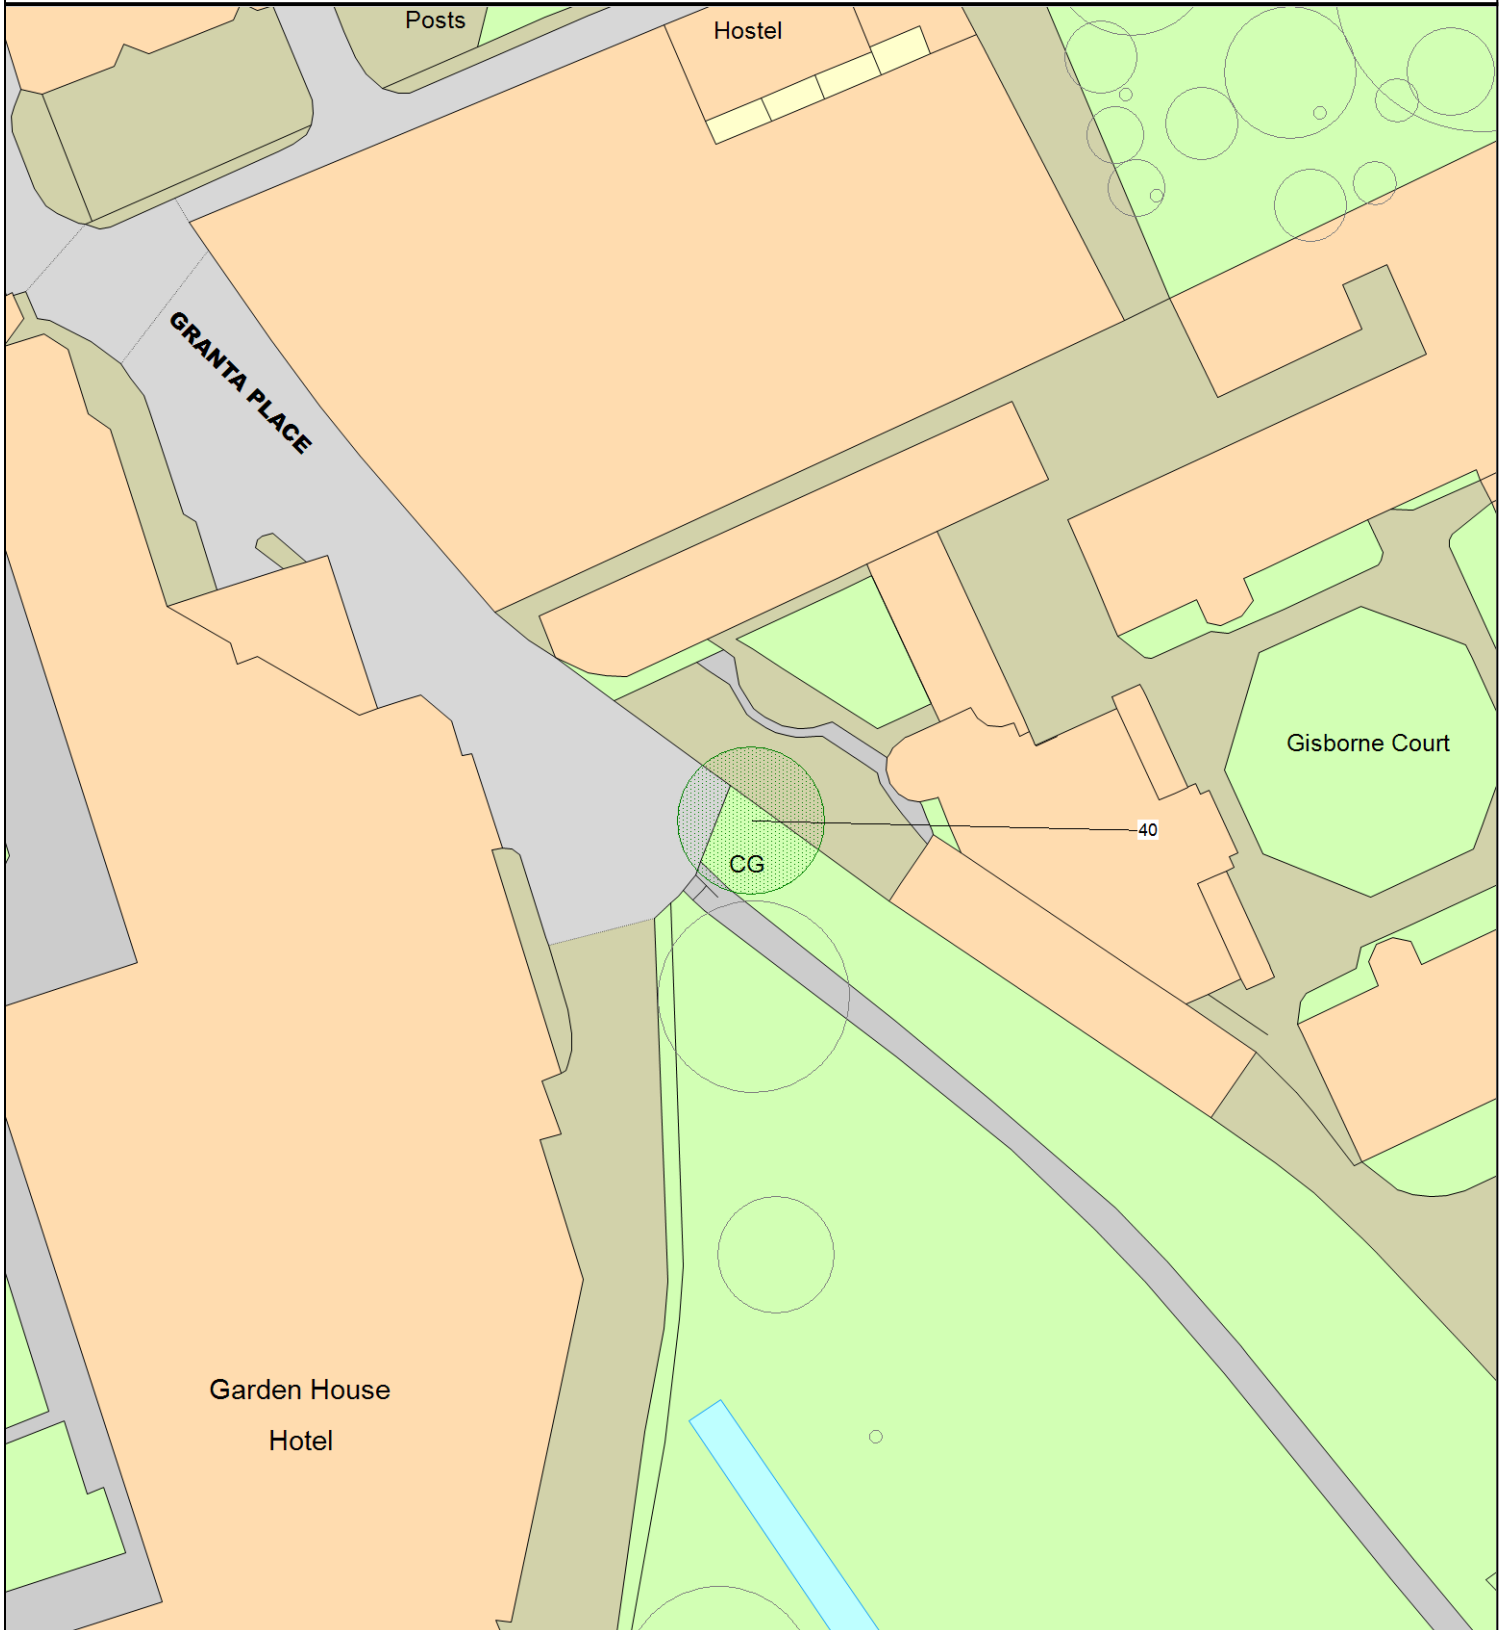 Posts
Hostel
GRANTA PLACE
Gisborne Court
40
CG
Garden House
Hotel